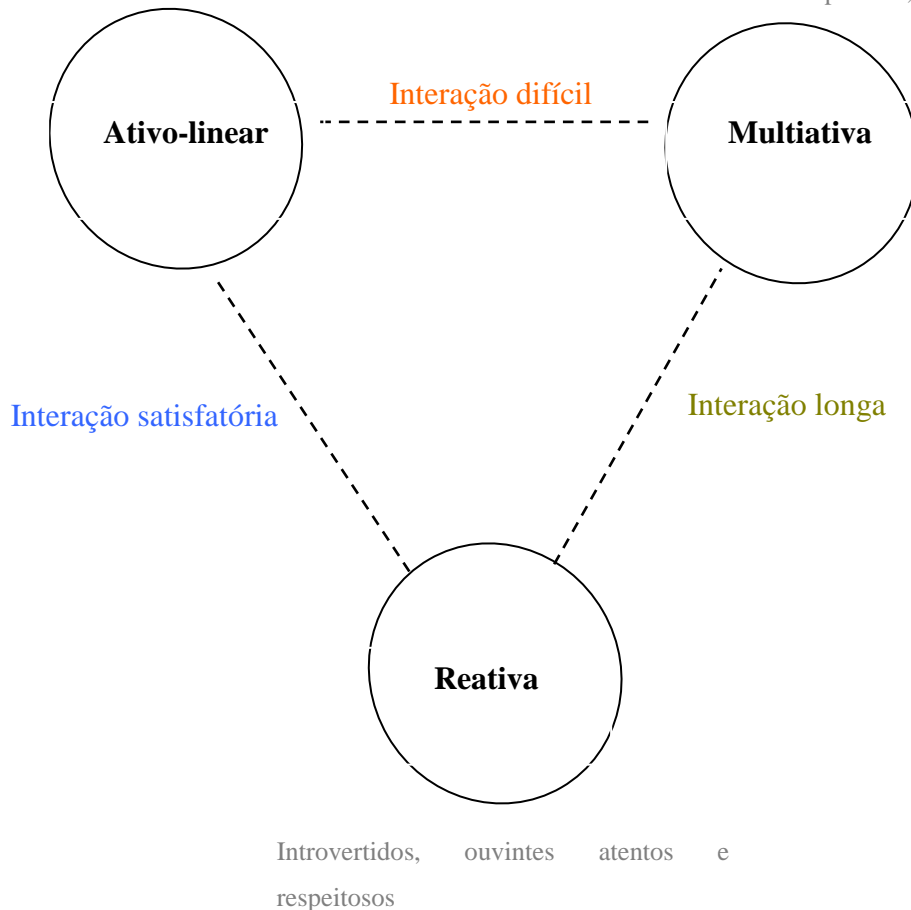 Interação difícil
Ativo-linear
Multiativa
Interação satisfatória
Interação longa
Reativa
Introvertidos, ouvintes atentos e
respeitosos